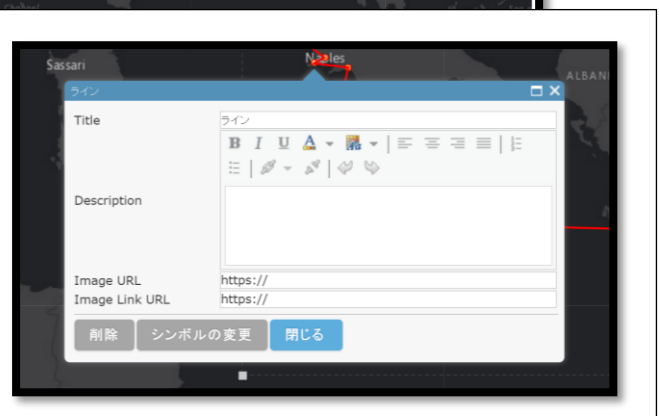 Sassari
Naples
ALBANI
ライン
Title
ライン
B I U A
Description
Image URL
https://
Image Link URL
https://
削除
シンボルの変更
閉じる